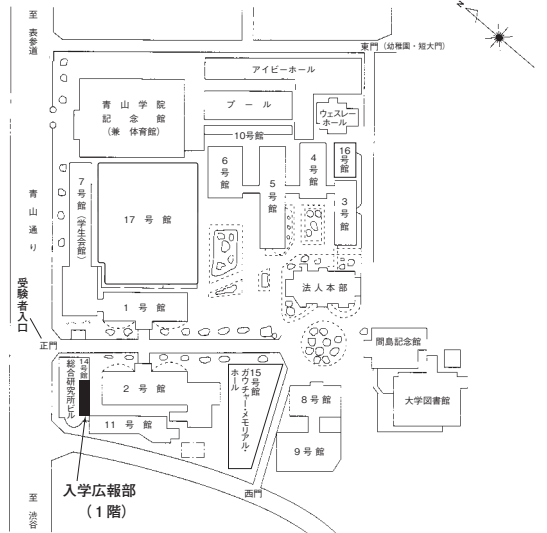 至 表参道
N
東門(幼稚園・短大門)
アイビーホール
青山学院
記念館
(兼 体育館)
プール
ウェスレー
ホール
10号館
6号館
5号館
4号館
16号館
3号館
7号館(学生会館)
17号館
青山通り
法人本部
受験者入口
1号館
正門
間島記念館
14号館
総合研究所ビル
2号館
15号館
ガウチャー・メモリアル・
ホール
8号館
大学図書館
11号館
9号館
入学広報部
(1階)
西門
至 渋谷